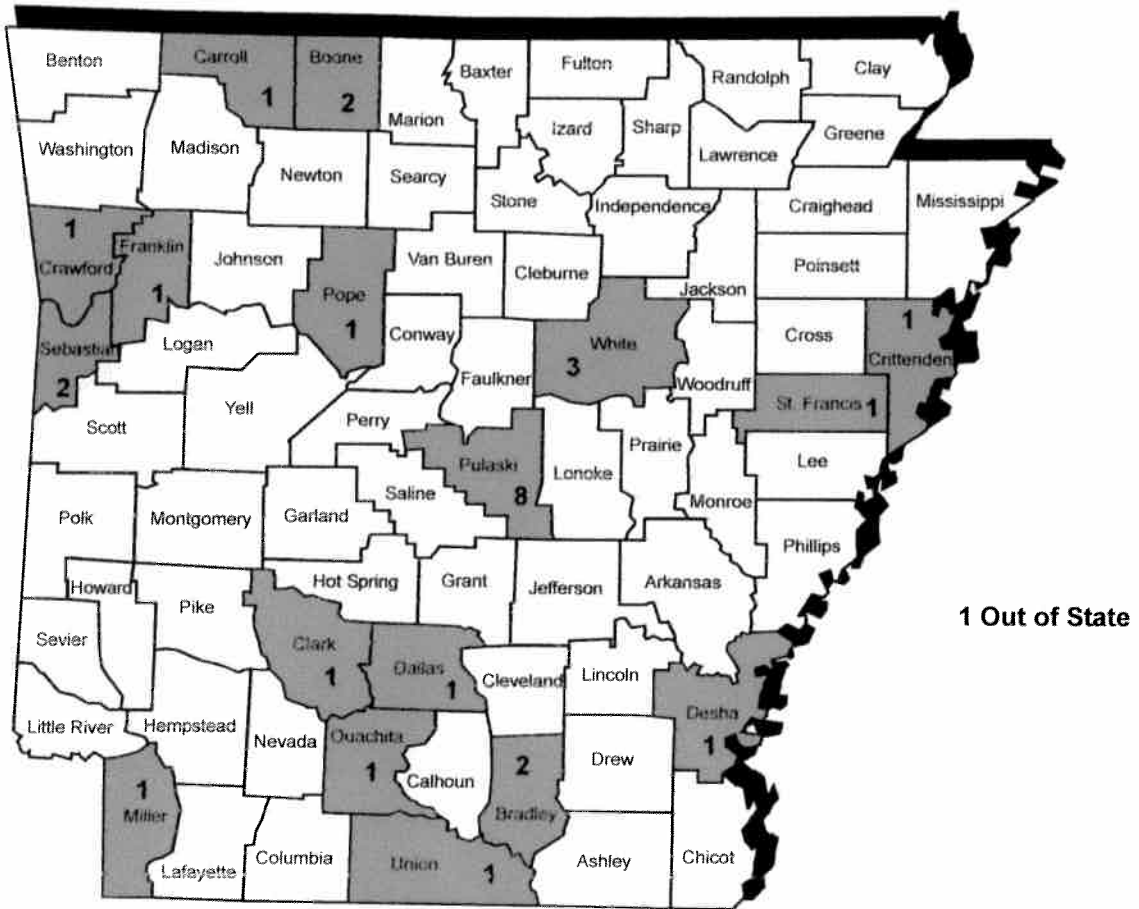 Benton
Carroll
1
Boone
2
Marion
Baxter
Fulton
Randolph
Clay
Izard
Sharp
Lawrence
Greene
Washington
Madison
Newton
Searcy
Stone
Independence
Craighead
Mississippi
1
Crawford
Franklin
1
Johnson
Pope
1
Van Buren
Cleburne
Jackson
Poinsett
Sebastian
2
Logan
Conway
Faulkner
White
3
Woodruff
Cross
1
Crittenden
St. Francis 1
Scott
Yell
Perry
Pulaski
8
Lonoke
Prairie
Monroe
Lee
Polk
Montgomery
Garland
Saline
Phillips
Howard
Pike
Hot Spring
Grant
Jefferson
Arkansas
1 Out of State
Sevier
Clark
1
Dallas
1
Cleveland
Lincoln
Desha
1
Little River
Hempstead
Nevada
Ouachita
1
Calhoun
2
Bradley
Drew
1
Miller
Lafayette
Columbia
Union
1
Ashley
Chicot